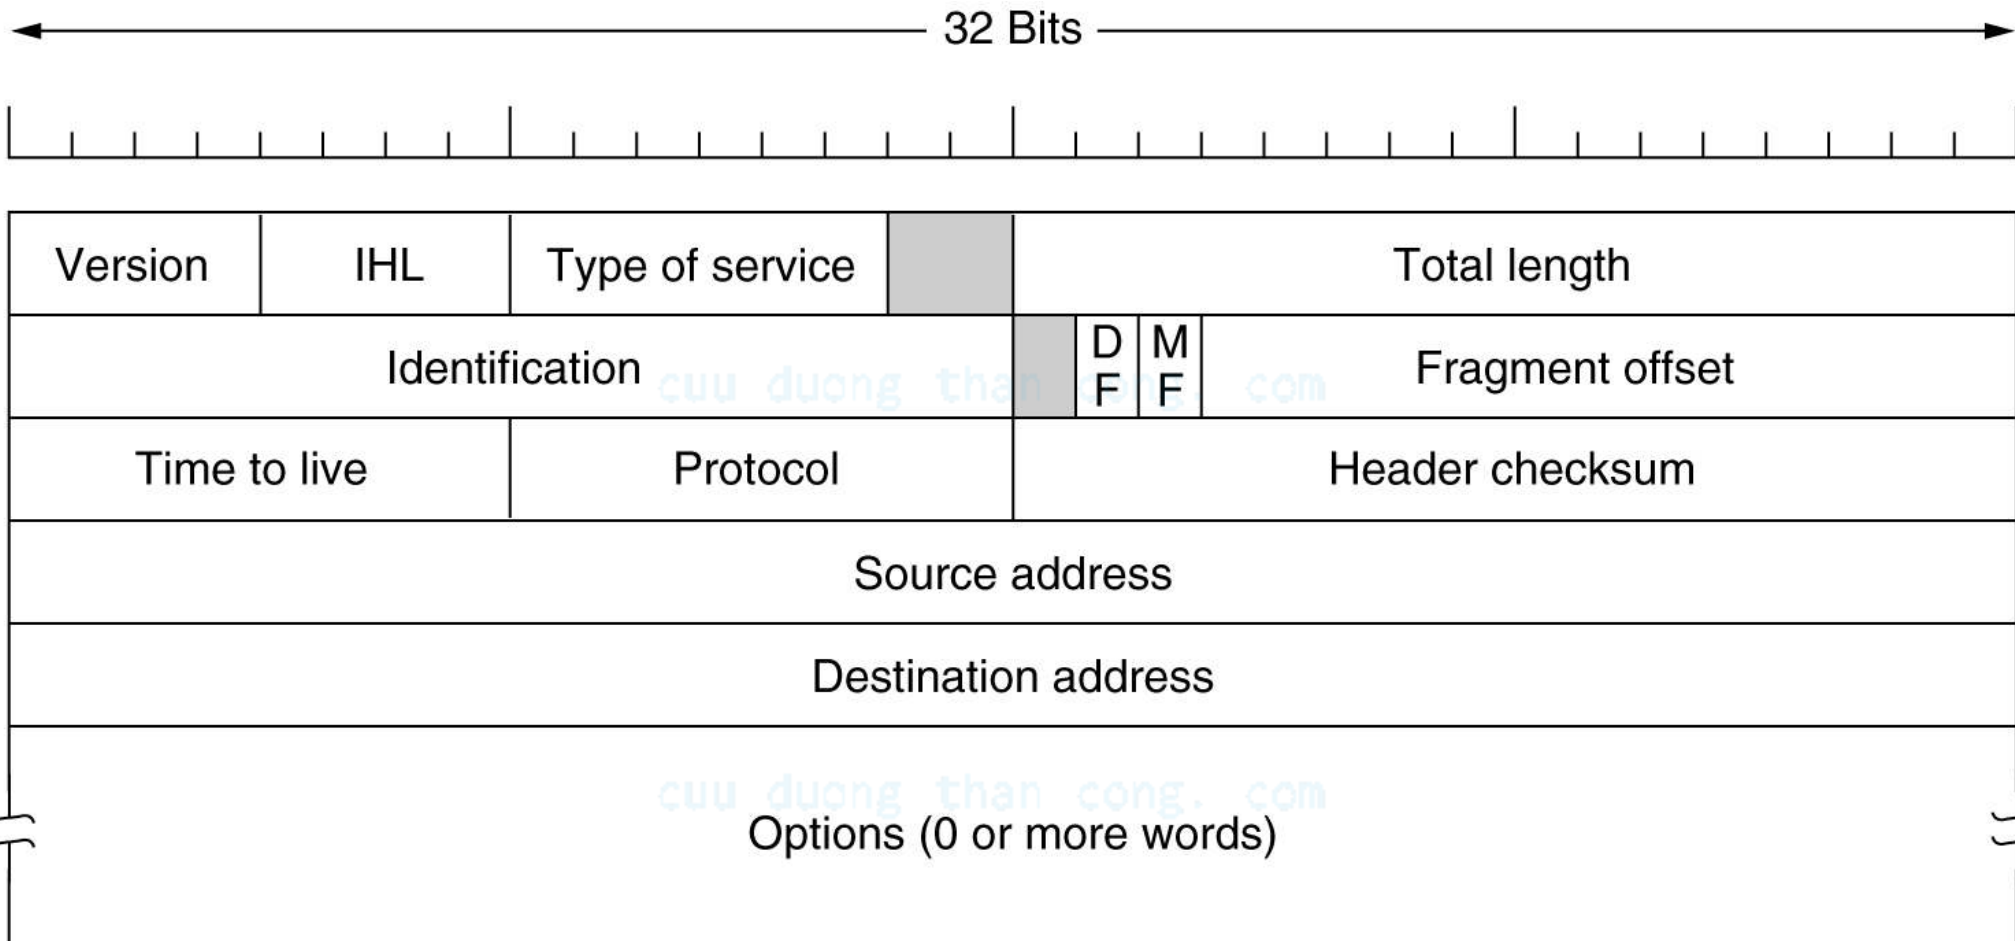 32 Bits
Version IHL Type of service Total length
Identification D F M F Fragment offset
cuu duong than cong. com
Time to live Protocol Header checksum
Source address
Destination address
cuu duong than cong. com
Options (0 or more words)